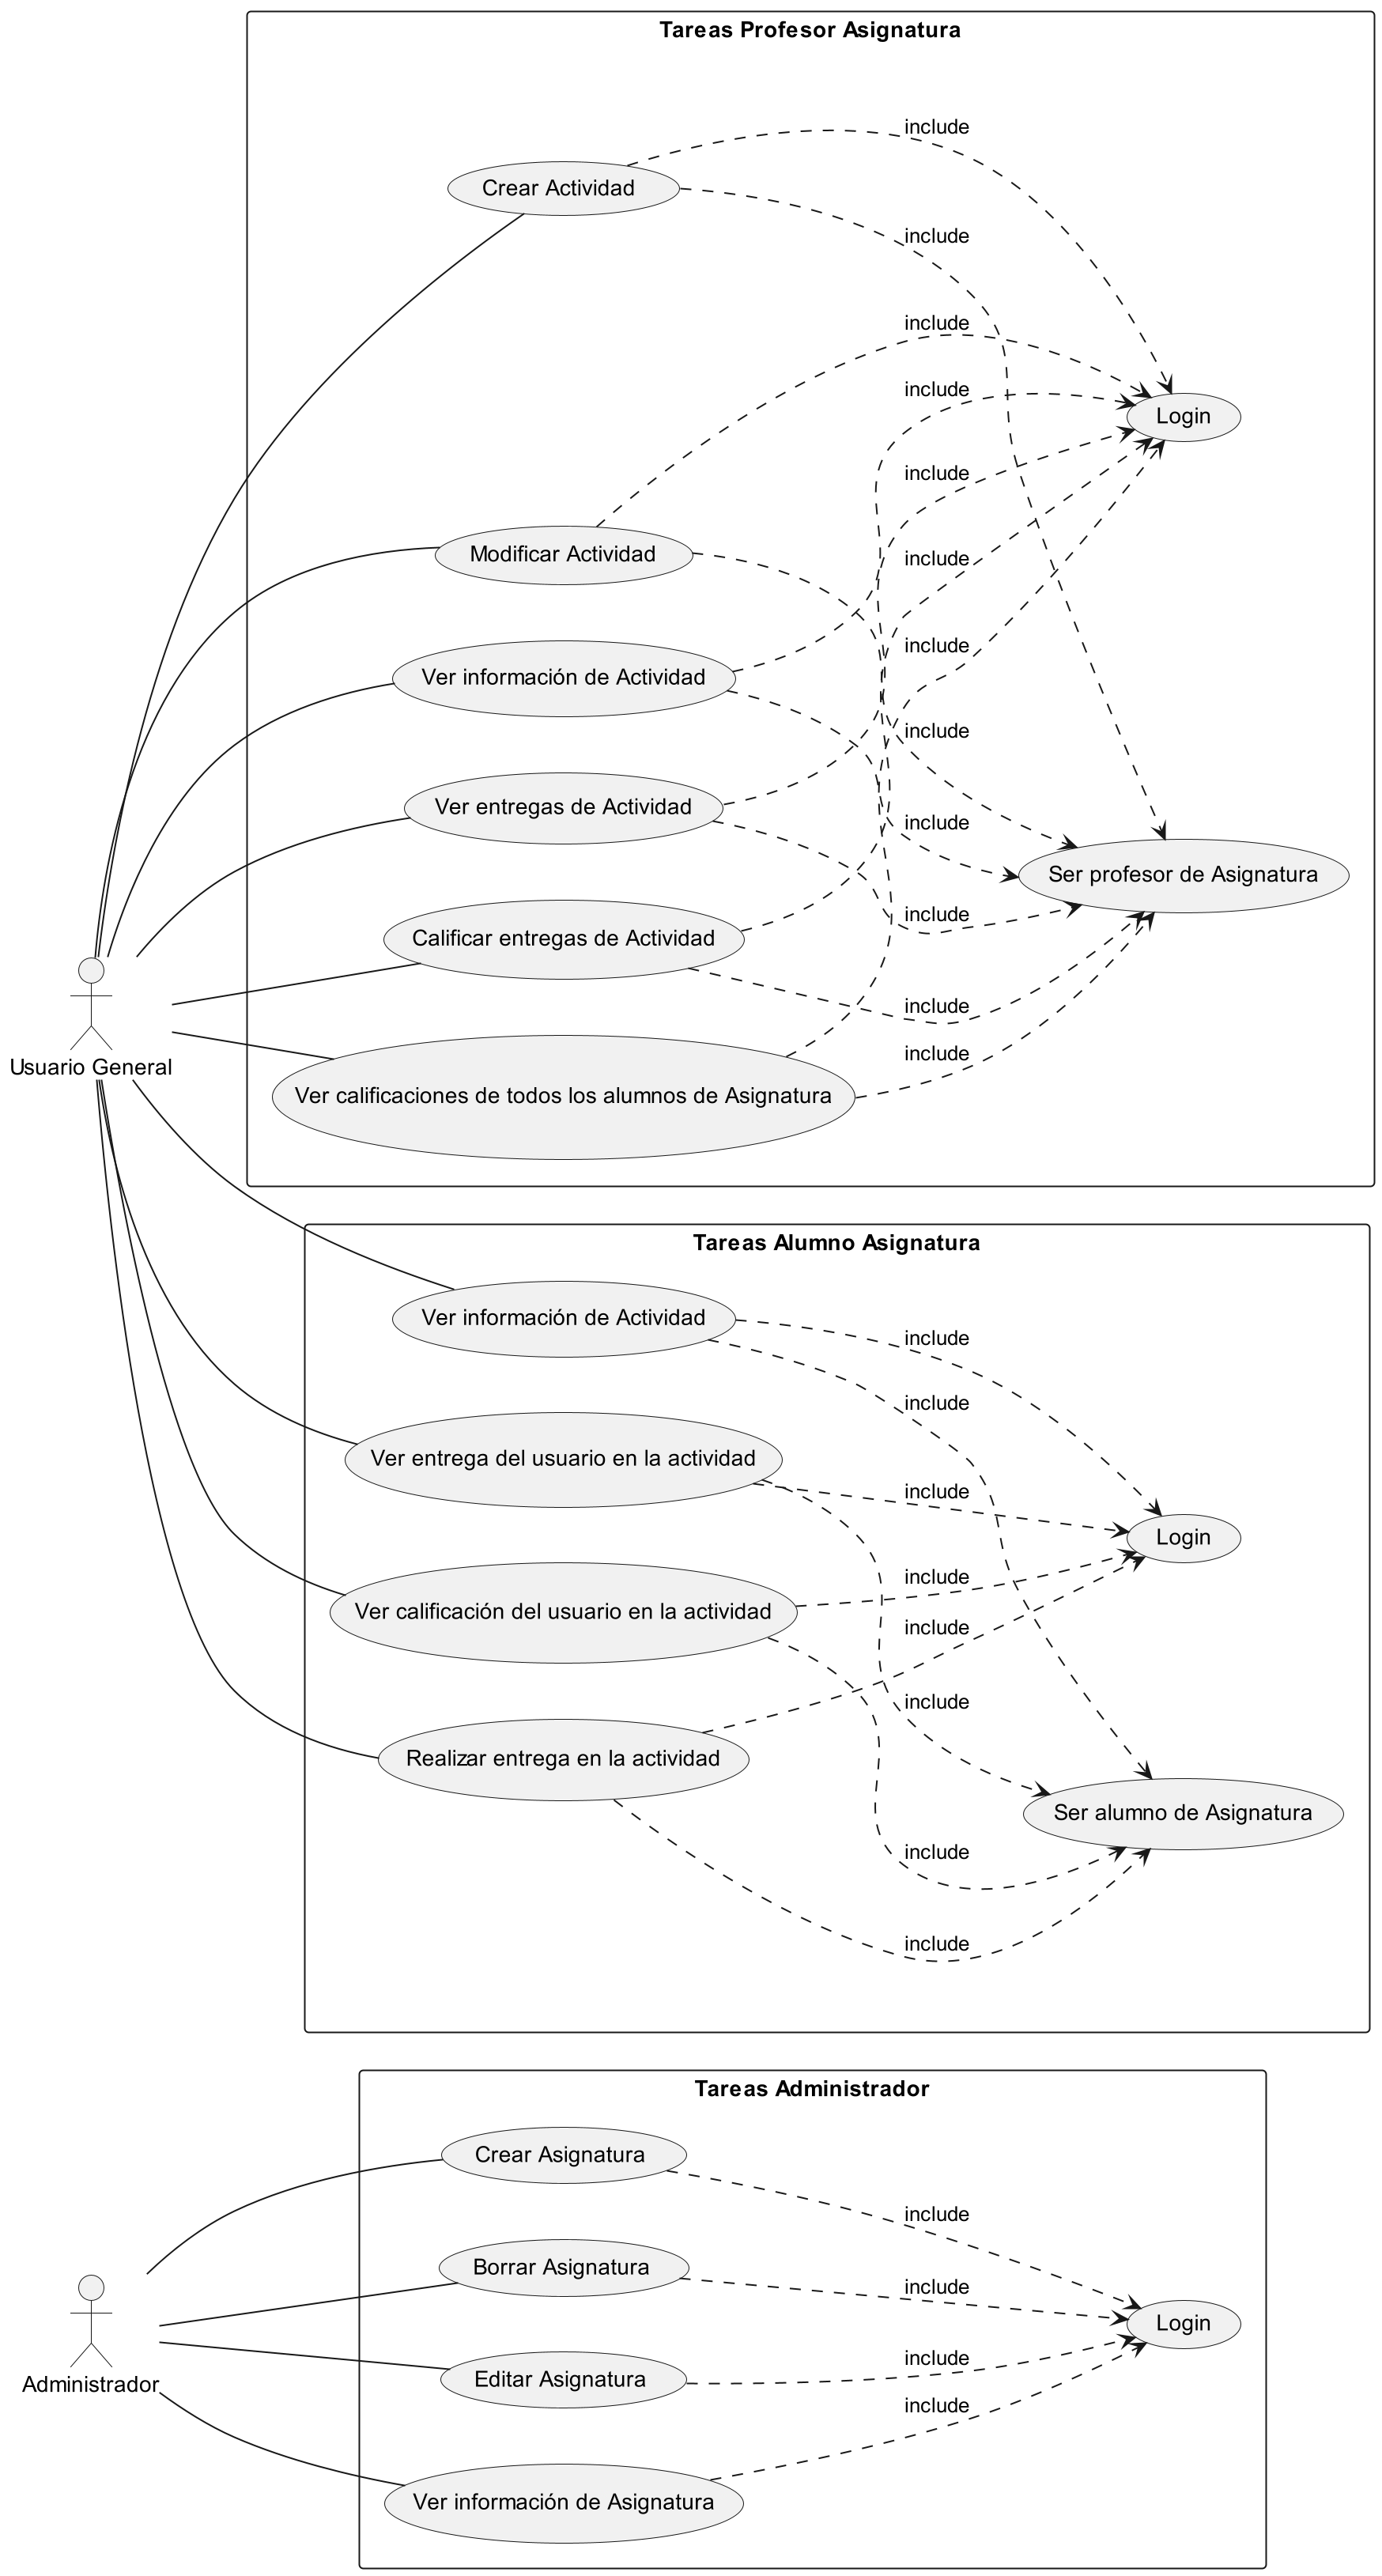 Tareas Profesor Asignatura
include
Crear Actividad
include
include
include
Login
include
Modificar Actividad
include
include
Ver información de Actividad
include
Ver entregas de Actividad
include
Ser profesor de Asignatura
include
Calificar entregas de Actividad
include
include
Usuario General
Ver calificaciones de todos los alumnos de Asignatura
Tareas Alumno Asignatura
Ver información de Actividad
include
include
Ver entrega del usuario en la actividad
include
Login
include
Ver calificación del usuario en la actividad
include
include
Realizar entrega en la actividad
Ser alumno de Asignatura
include
include
Tareas Administrador
Crear Asignatura
include
Borrar Asignatura
include
Login
include
Administrador
Editar Asignatura
include
Ver información de Asignatura